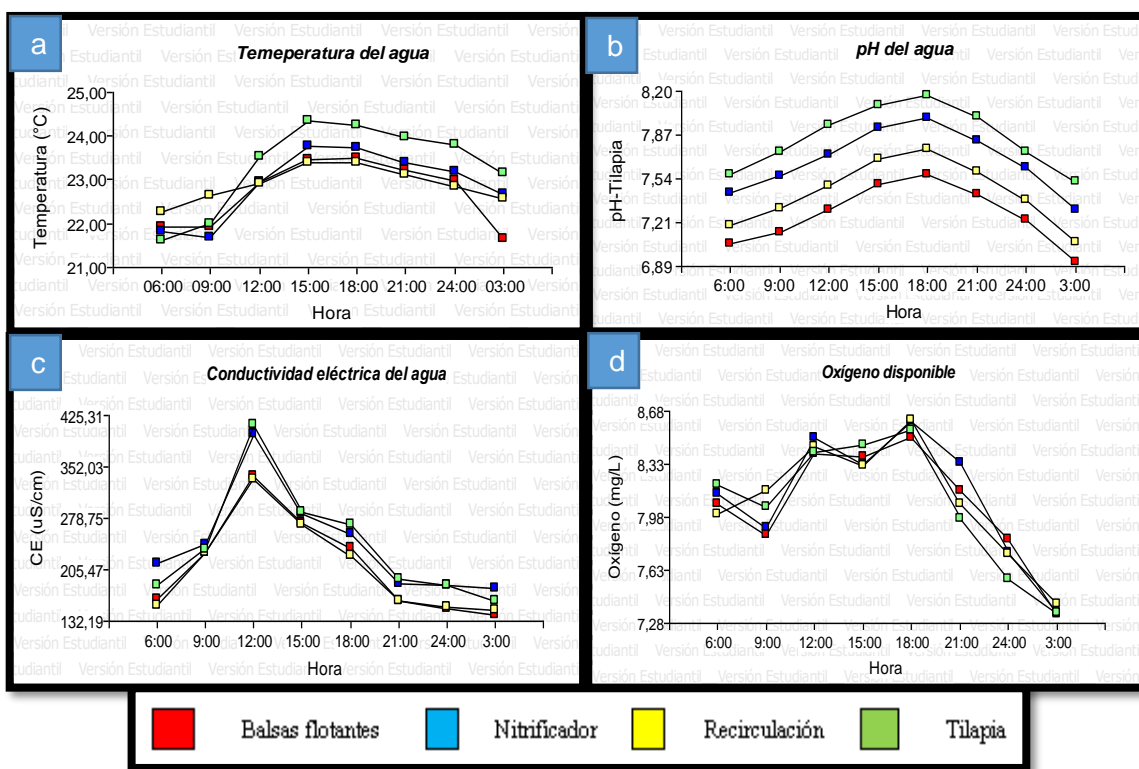 a
Temeperatura del agua
25,00
24,00
23,00
22,00
21,00
Temperatura (°C)
06:00 09:00 12:00 15:00 18:00 21:00 24:00 03:00
Hora
b
pH del agua
8,20
7,87
7,54
7,21
6,89
pH-Tilapia
6:00 9:00 12:00 15:00 18:00 21:00 24:00 3:00
Hora
c
Conductividad eléctrica del agua
425,31
352,03
278,75
205,47
132,19
CE (uS/cm)
6:00 9:00 12:00 15:00 18:00 21:00 24:00 3:00
Hora
d
Oxígeno disponible
8,68
8,33
7,98
7,63
7,28
Oxígeno (mg/L)
6:00 9:00 12:00 15:00 18:00 21:00 24:00 3:00
Hora
Balsas flotantes Nitrificador Recirculación Tilapia
Versión Estudiantil